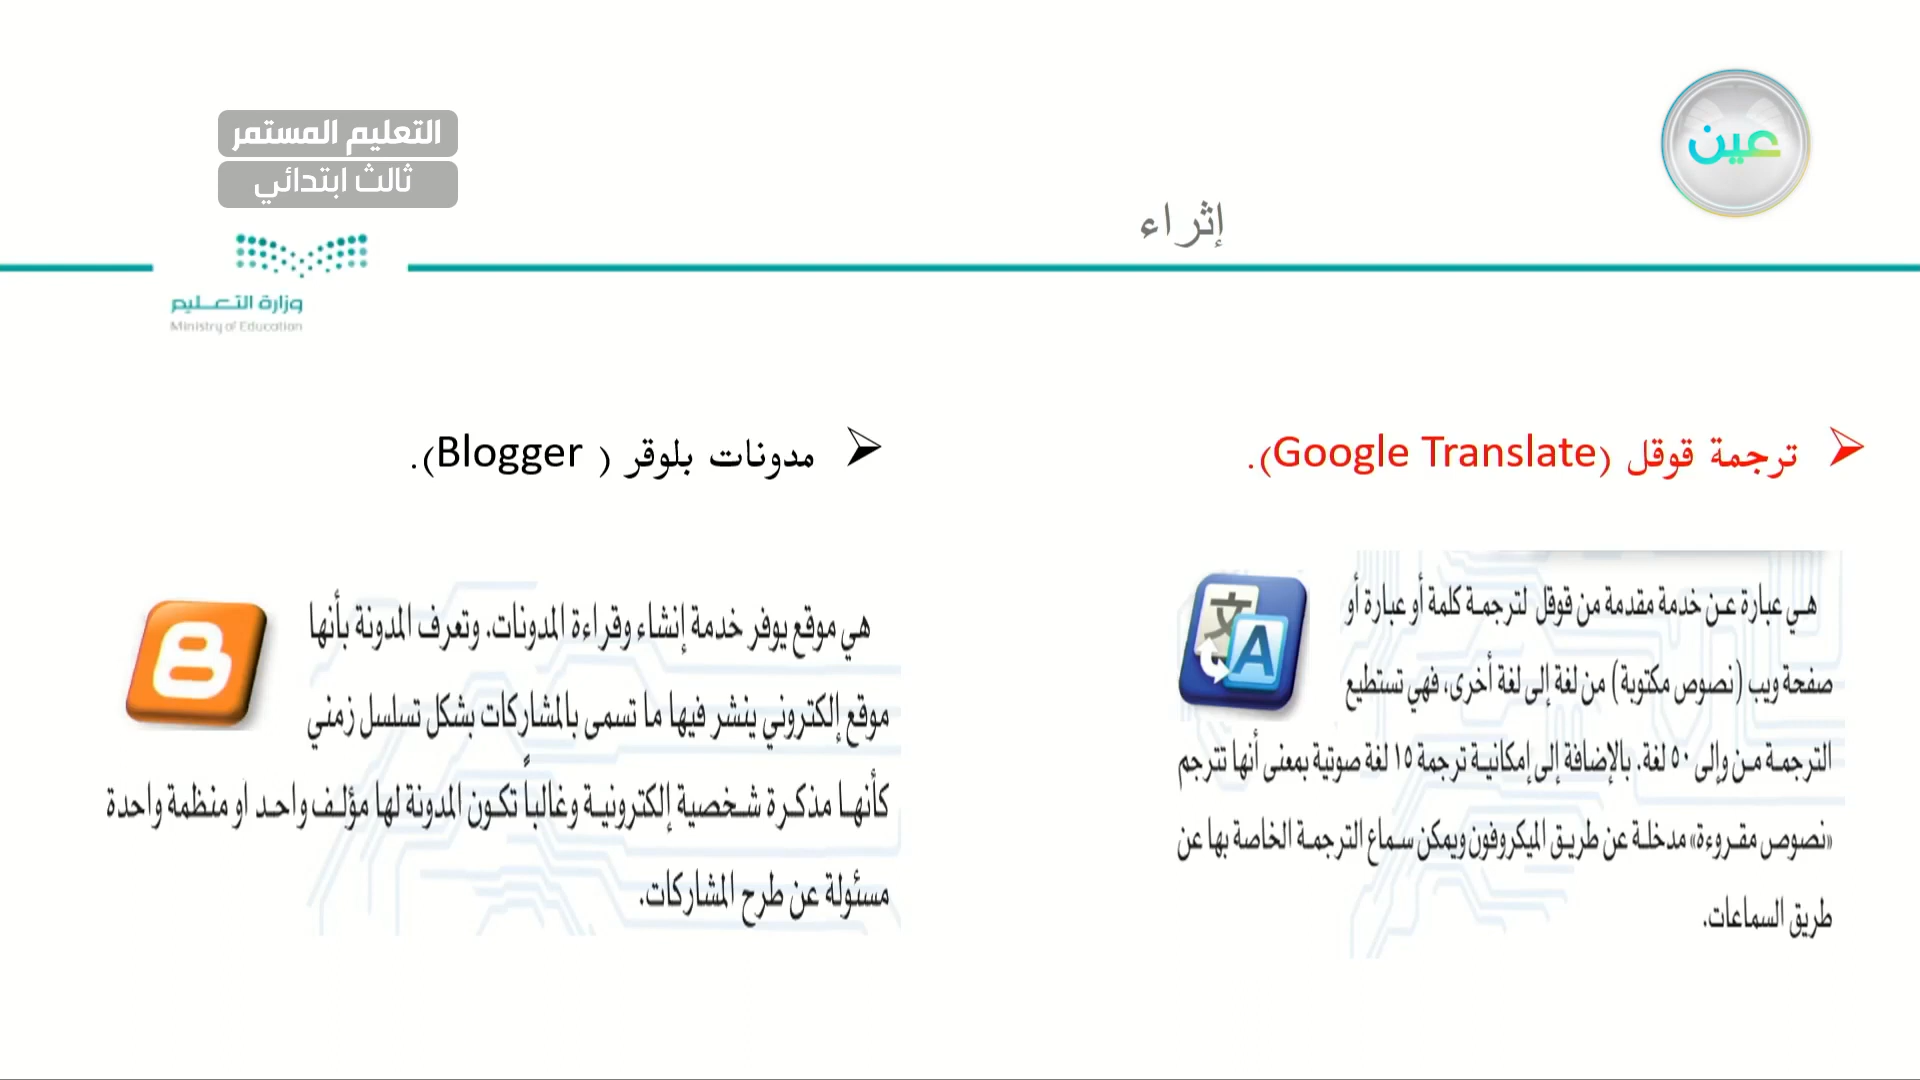 التعليم المستمر
ثالث ابتدائي
عين
إثراء
وزارة التعليم
Ministry of Education
ترجمة قوقل (Google Translate).
هي عبارة عن خدمة مقدمة من قوقل لترجمة كلمة أو عبارة أو
صفحة ويب (نصوص مكتوبة) من لغة إلى لغة أخرى، فهي تستطيع
الترجمة من وإلى ٥٠ لغة. بالإضافة إلى إمكانية ترجمة ١٥ لغة صوتية بمعنى أنها تترجم
«نصوص مقروءة» مدخلة عن طريق الميكروفون ويمكن سماع الترجمة الخاصة بها عن
طريق السماعات.
مدونات بلوقر ( Blogger).
هي موقع يوفر خدمة إنشاء وقراءة المدونات. وتعرف المدونة بأنها
موقع إلكتروني ينشر فيها ما تسمى بالمشاركات بشكل تسلسل زمني
كأنها مذكرة شخصية إلكترونية وغالباً تكون المدونة لها مؤلف واحد او منظمة واحدة
مسئولة عن طرح المشاركات.
文
A
B